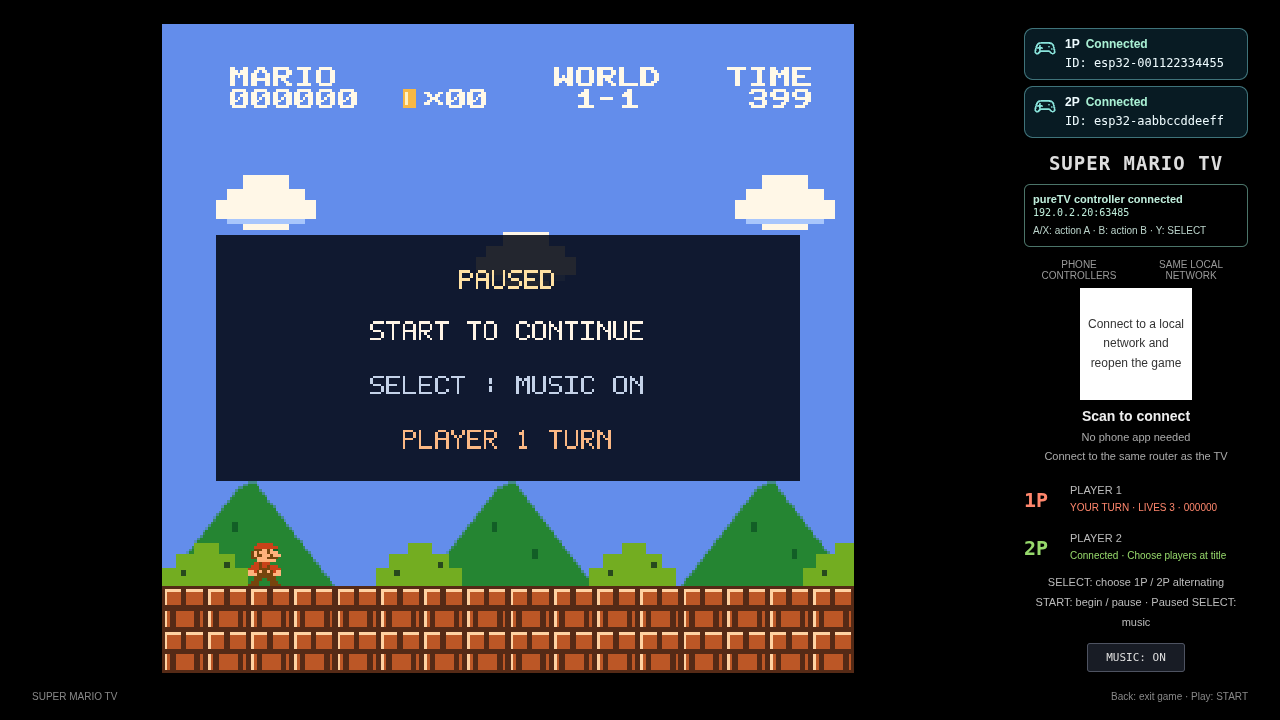 MARIO
000000
x00
WORLD
1-1
TIME
399
PAUSED
START TO CONTINUE
SELECT : MUSIC ON
PLAYER 1 TURN
1P Connected
ID: esp32-001122334455
2P Connected
ID: esp32-aabbccddeeff
SUPER MARIO TV
pureTV controller connected
192.0.2.20:63485
A/X: action A · B: action B · Y: SELECT
PHONE
CONTROLLERS
SAME LOCAL
NETWORK
Connect to a local
network and
reopen the game
Scan to connect
No phone app needed
Connect to the same router as the TV
1P
PLAYER 1
YOUR TURN · LIVES 3 · 000000
2P
PLAYER 2
Connected · Choose players at title
SELECT: choose 1P / 2P alternating
START: begin / pause · Paused SELECT:
music
MUSIC: ON
SUPER MARIO TV
Back: exit game · Play: START